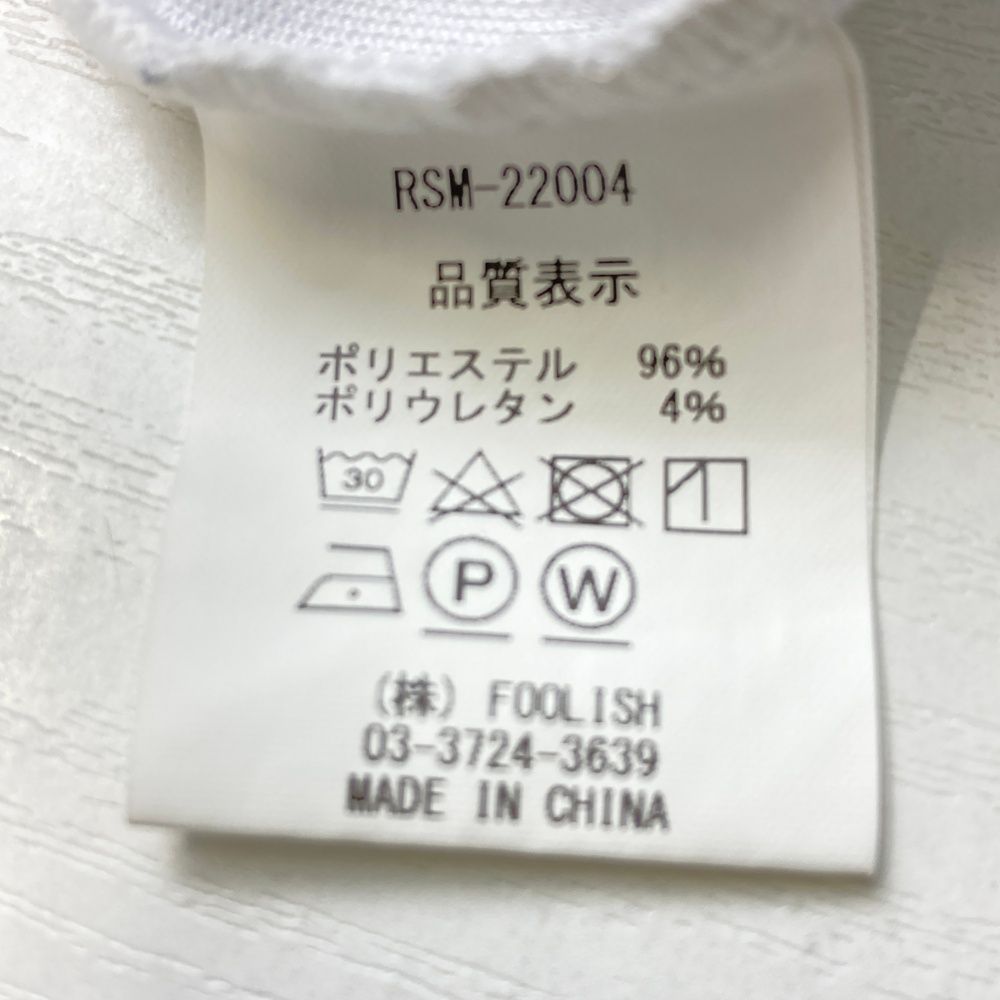 RSM-22004
品質表示
ポリエステル 96%
ポリウレタン 4%
30
P W
(株) FOOLISH
03-3724-3639
MADE IN CHINA